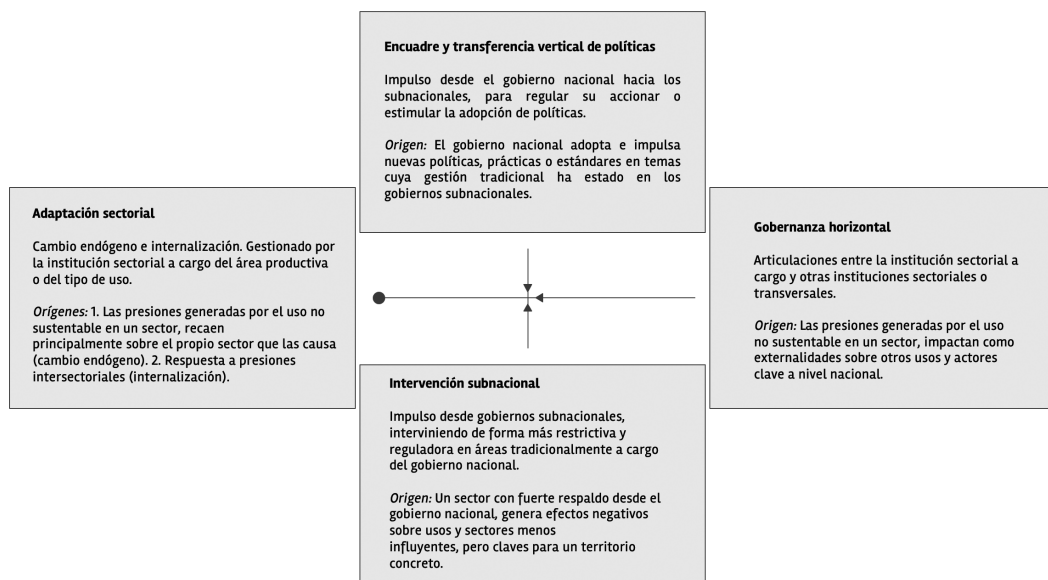 Encuadre y transferencia vertical de políticas
Impulso desde el gobierno nacional hacia los
subnacionales, para regular su accionar o
estimular la adopción de políticas.
Origen: El gobierno nacional adopta e impulsa
nuevas políticas, prácticas o estándares en temas
cuya gestión tradicional ha estado en los
gobiernos subnacionales.
Adaptación sectorial
Cambio endógeno e internalización. Gestionado por
la institución sectorial a cargo del área productiva
o del tipo de uso.
Orígenes: 1. Las presiones generadas por el uso no
sustentable en un sector, recaen
principalmente sobre el propio sector que las causa
(cambio endógeno). 2. Respuesta a presiones
intersectoriales (internalización).
Gobernanza horizontal
Articulaciones entre la institución sectorial a
cargo y otras instituciones sectoriales o
transversales.
Origen: Las presiones generadas por el uso
no sustentable en un sector, impactan como
externalidades sobre otros usos y actores
clave a nivel nacional.
Intervención subnacional
Impulso desde gobiernos subnacionales,
interviniendo de forma más restrictiva y
reguladora en áreas tradicionalmente a cargo
del gobierno nacional.
Origen: Un sector con fuerte respaldo desde el
gobierno nacional, genera efectos negativos
sobre usos y sectores menos
influyentes, pero claves para un territorio
concreto.